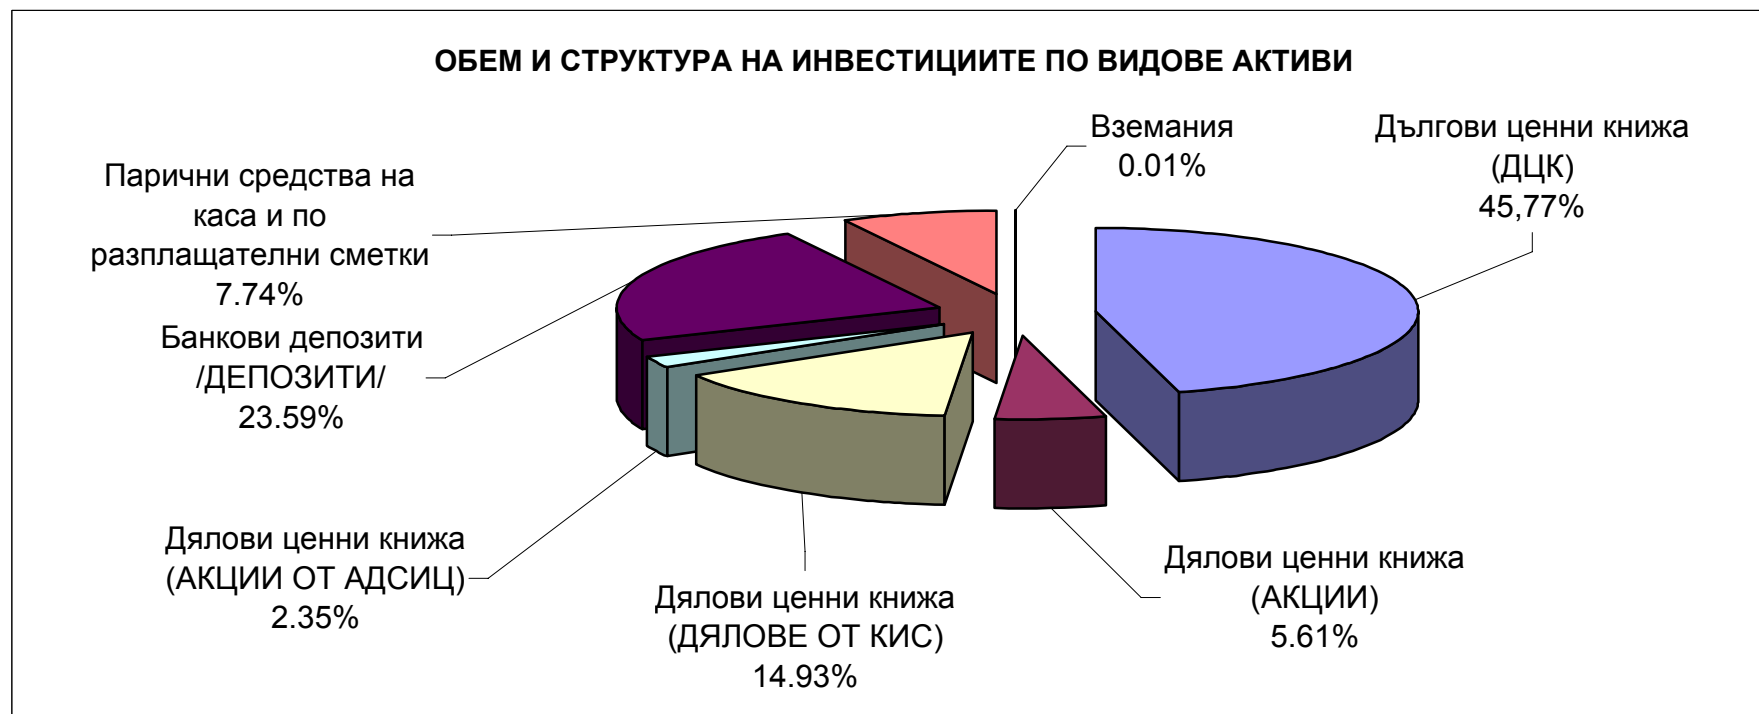 ОБЕМ И СТРУКТУРА НА ИНВЕСТИЦИИТЕ ПО ВИДОВЕ АКТИВИ
Вземания
0.01%
Дългови ценни книжа
(ДЦК)
45,77%
Парични средства на
каса и по
разплащателни сметки
7.74%
Банкови депозити
/ДЕПОЗИТИ/
23.59%
Дялови ценни книжа
(АКЦИИ ОТ АДСИЦ)
2.35%
Дялови ценни книжа
(ДЯЛОВЕ ОТ КИС)
14.93%
Дялови ценни книжа
(АКЦИИ)
5.61%